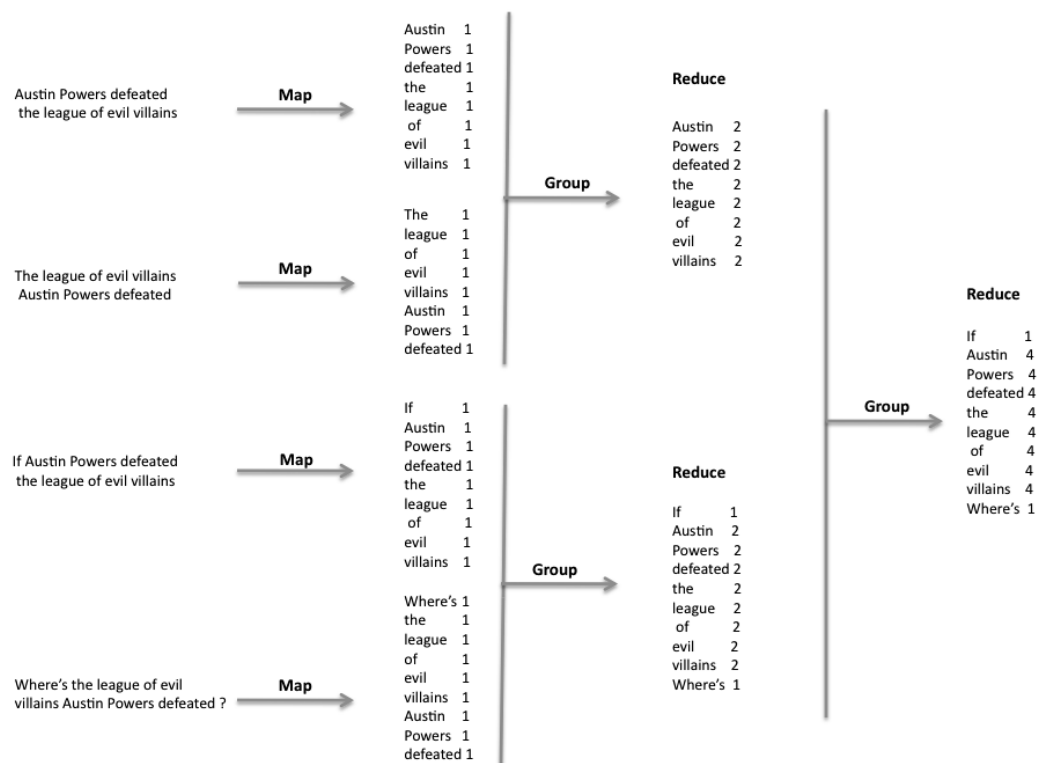 Austin Powers defeated
the league of evil villains
Map
Austin 1
Powers 1
defeated 1
the 1
league 1
of 1
evil 1
villains 1
The league of evil villains
Austin Powers defeated
Map
The 1
league 1
of 1
evil 1
villains 1
Austin 1
Powers 1
defeated 1
Group
Reduce
Austin 2
Powers 2
defeated 2
the 2
league 2
of 2
evil 2
villains 2
If Austin Powers defeated
the league of evil villains
Map
If 1
Austin 1
Powers 1
defeated 1
the 1
league 1
of 1
evil 1
villains 1
Where's the league of evil
villains Austin Powers defeated ?
Map
Where's 1
the 1
league 1
of 1
evil 1
villains 1
Austin 1
Powers 1
defeated 1
Group
Reduce
If 1
Austin 2
Powers 2
defeated 2
the 2
league 2
of 2
evil 2
villains 2
Where's 1
Group
Reduce
If 1
Austin 4
Powers 4
defeated 4
the 4
league 4
of 4
evil 4
villains 4
Where's 1